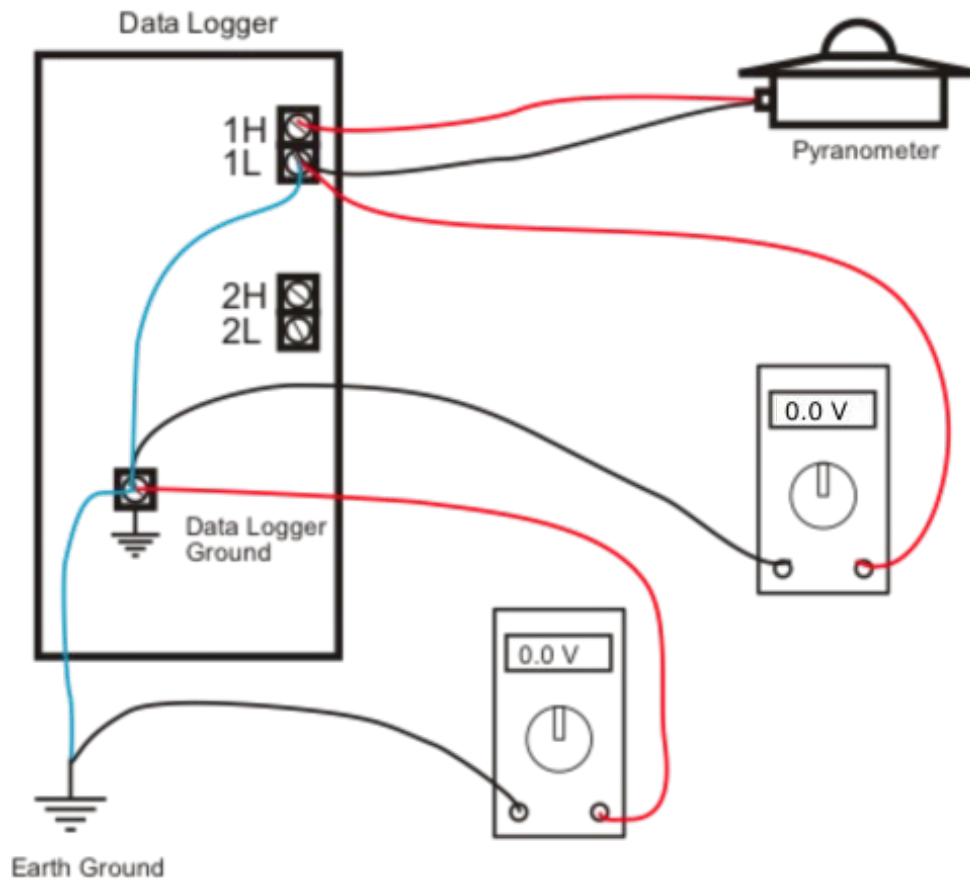 Data Logger
1H
1L
Pyranometer
2H
2L
0.0 V
Data Logger
Ground
0.0 V
Earth Ground